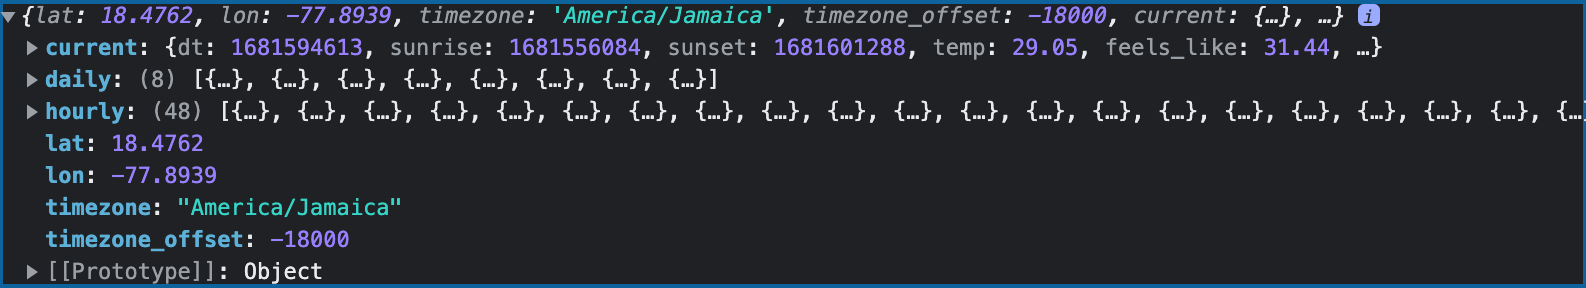 ▼{lat: 18.4762, lon: −77.8939, timezone: 'America/Jamaica', timezone_offset: −18000, current: {…}, …} i
▶ current: {dt: 1681594613, sunrise: 1681556084, sunset: 1681601288, temp: 29.05, feels_like: 31.44, …}
▶ daily: (8) [{…}, {…}, {…}, {…}, {…}, {…}, {…}, {…}]
▶ hourly: (48) [{…}, {…}, {…}, {…}, {…}, {…}, {…}, {…}, {…}, {…}, {…}, {…}, {…}, {…}, {…}, {…}, {…}, {…}, {…}, {…}, {…
lat: 18.4762
lon: −77.8939
timezone: "America/Jamaica"
timezone_offset: −18000
▶ [[Prototype]]: Object